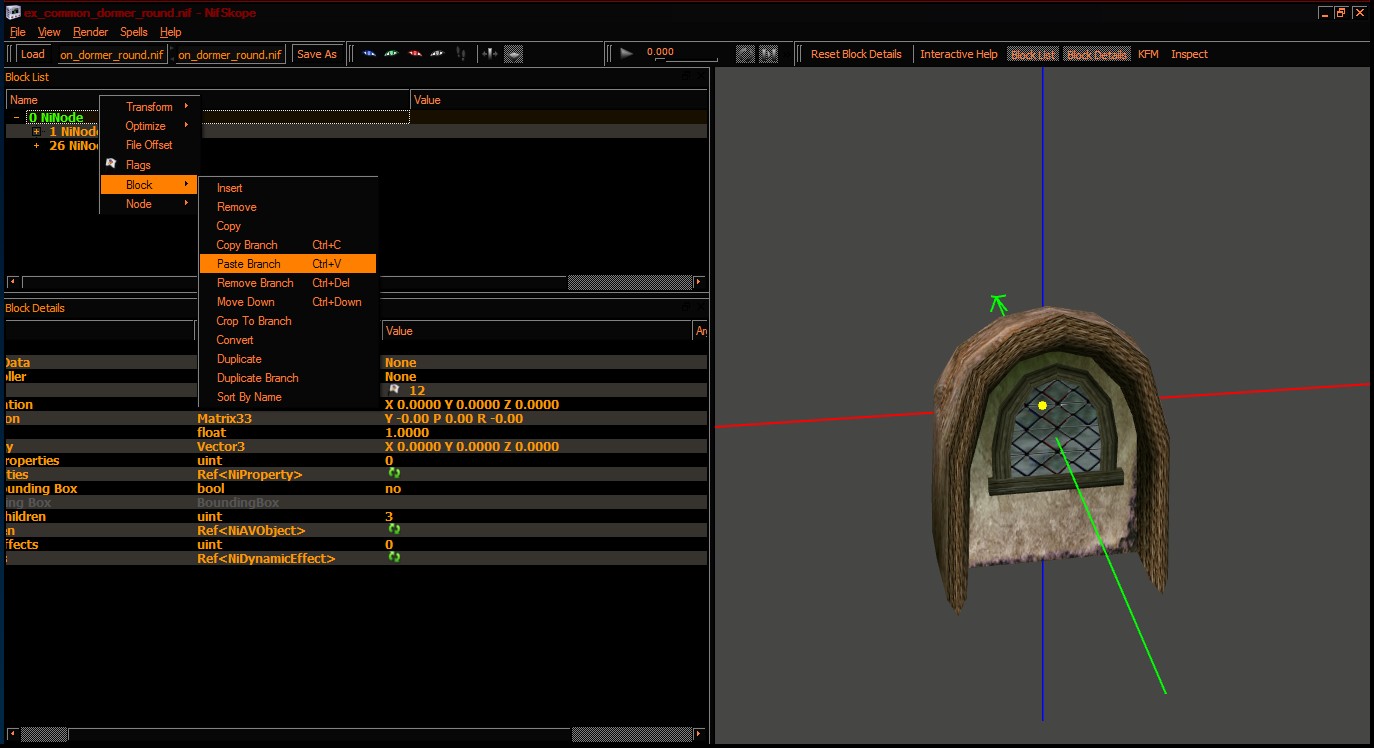 ex_common_dormer_round.nif - NifSkope
File View Render Spells Help
Load on_dormer_round.nif on_dormer_round.nif Save As 0.000 Reset Block Details Interactive Help Block List Block Details KFM Inspect
Block List
Name Value
0 NiNode
1 NiNode
26 NiNo
Transform
Optimize
File Offset
Flags
Block
Node
Insert
Remove
Copy
Copy Branch Ctrl+C
Paste Branch Ctrl+V
Remove Branch Ctrl+Del
Move Down Ctrl+Down
Crop To Branch
Convert
Duplicate
Duplicate Branch
Sort By Name
Block Details
Value Ar
Data None
oller None
12
ation X 0.0000 Y 0.0000 Z 0.0000
on Matrix33 Y -0.00 P 0.00 R -0.00
float 1.0000
y Vector3 X 0.0000 Y 0.0000 Z 0.0000
roperties uint 0
ties Ref<NiProperty>
ounding Box bool no
ing Box BoundingBox
hildren uint 3
en Ref<NiAVObject>
ffects uint 0
s Ref<NiDynamicEffect>